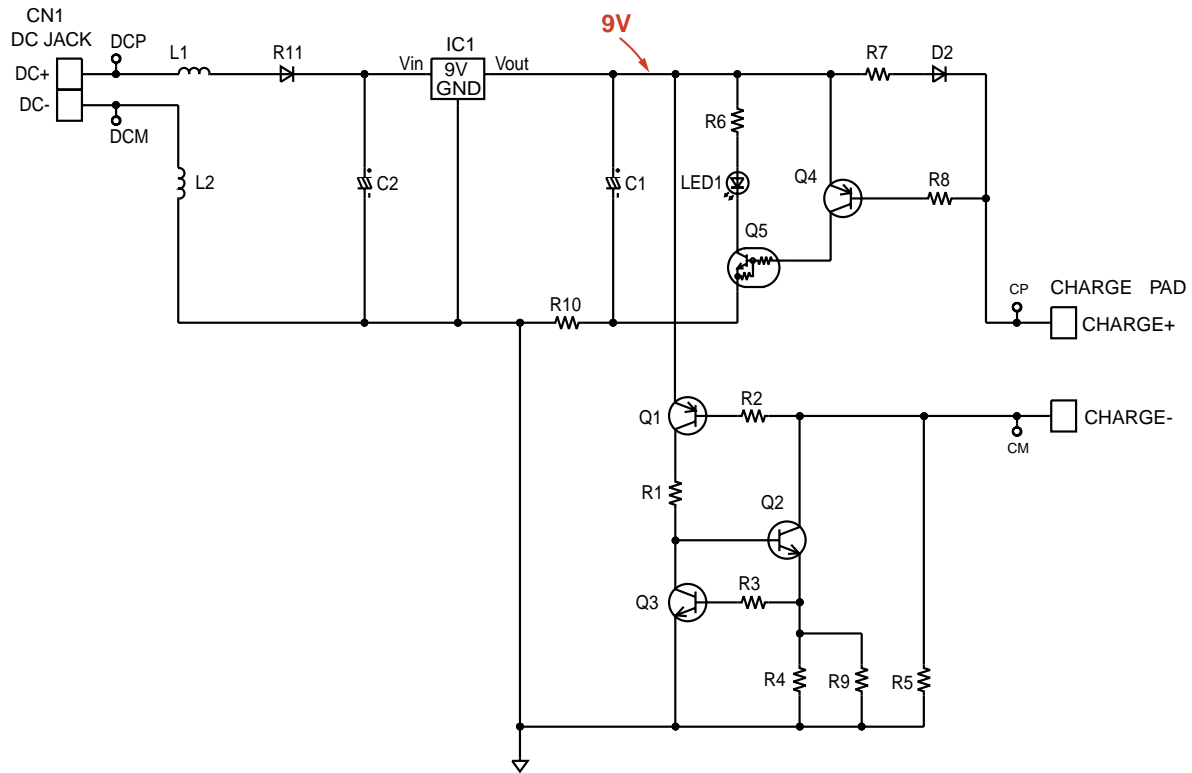 CN1
DC JACK
DCP
L1
R11
IC1
9V
R7
D2
DC+
Vin
9V
Vout
DC-
GND
DCM
R6
L2
C2
C1
LED1
Q4
R8
Q5
R10
CP
CHARGE PAD
CHARGE+
R2
Q1
CHARGE-
CM
R1
Q2
R3
Q3
R4
R9
R5